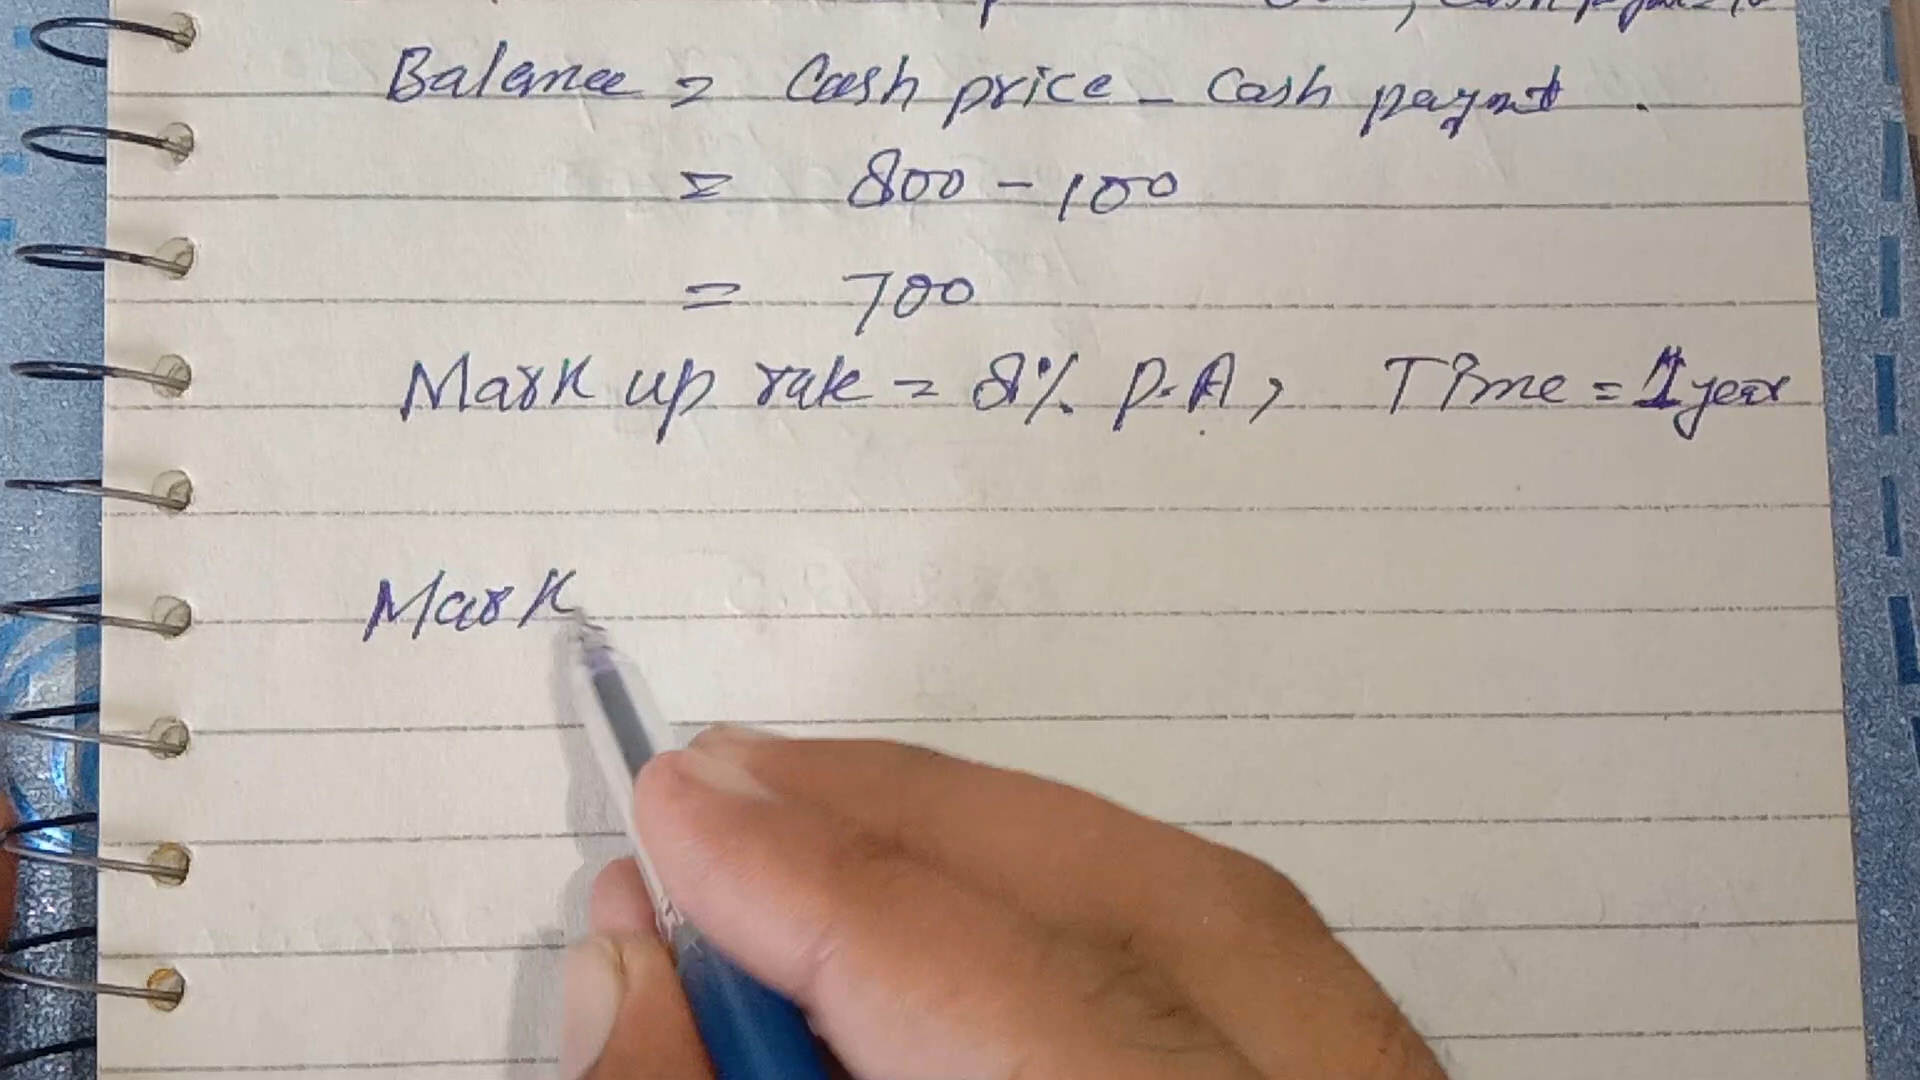 Balance = Cash price - Cash paymt.
= 800 - 100
= 700
Mark up rate = 8% P.A, Time = 1 year
Mark